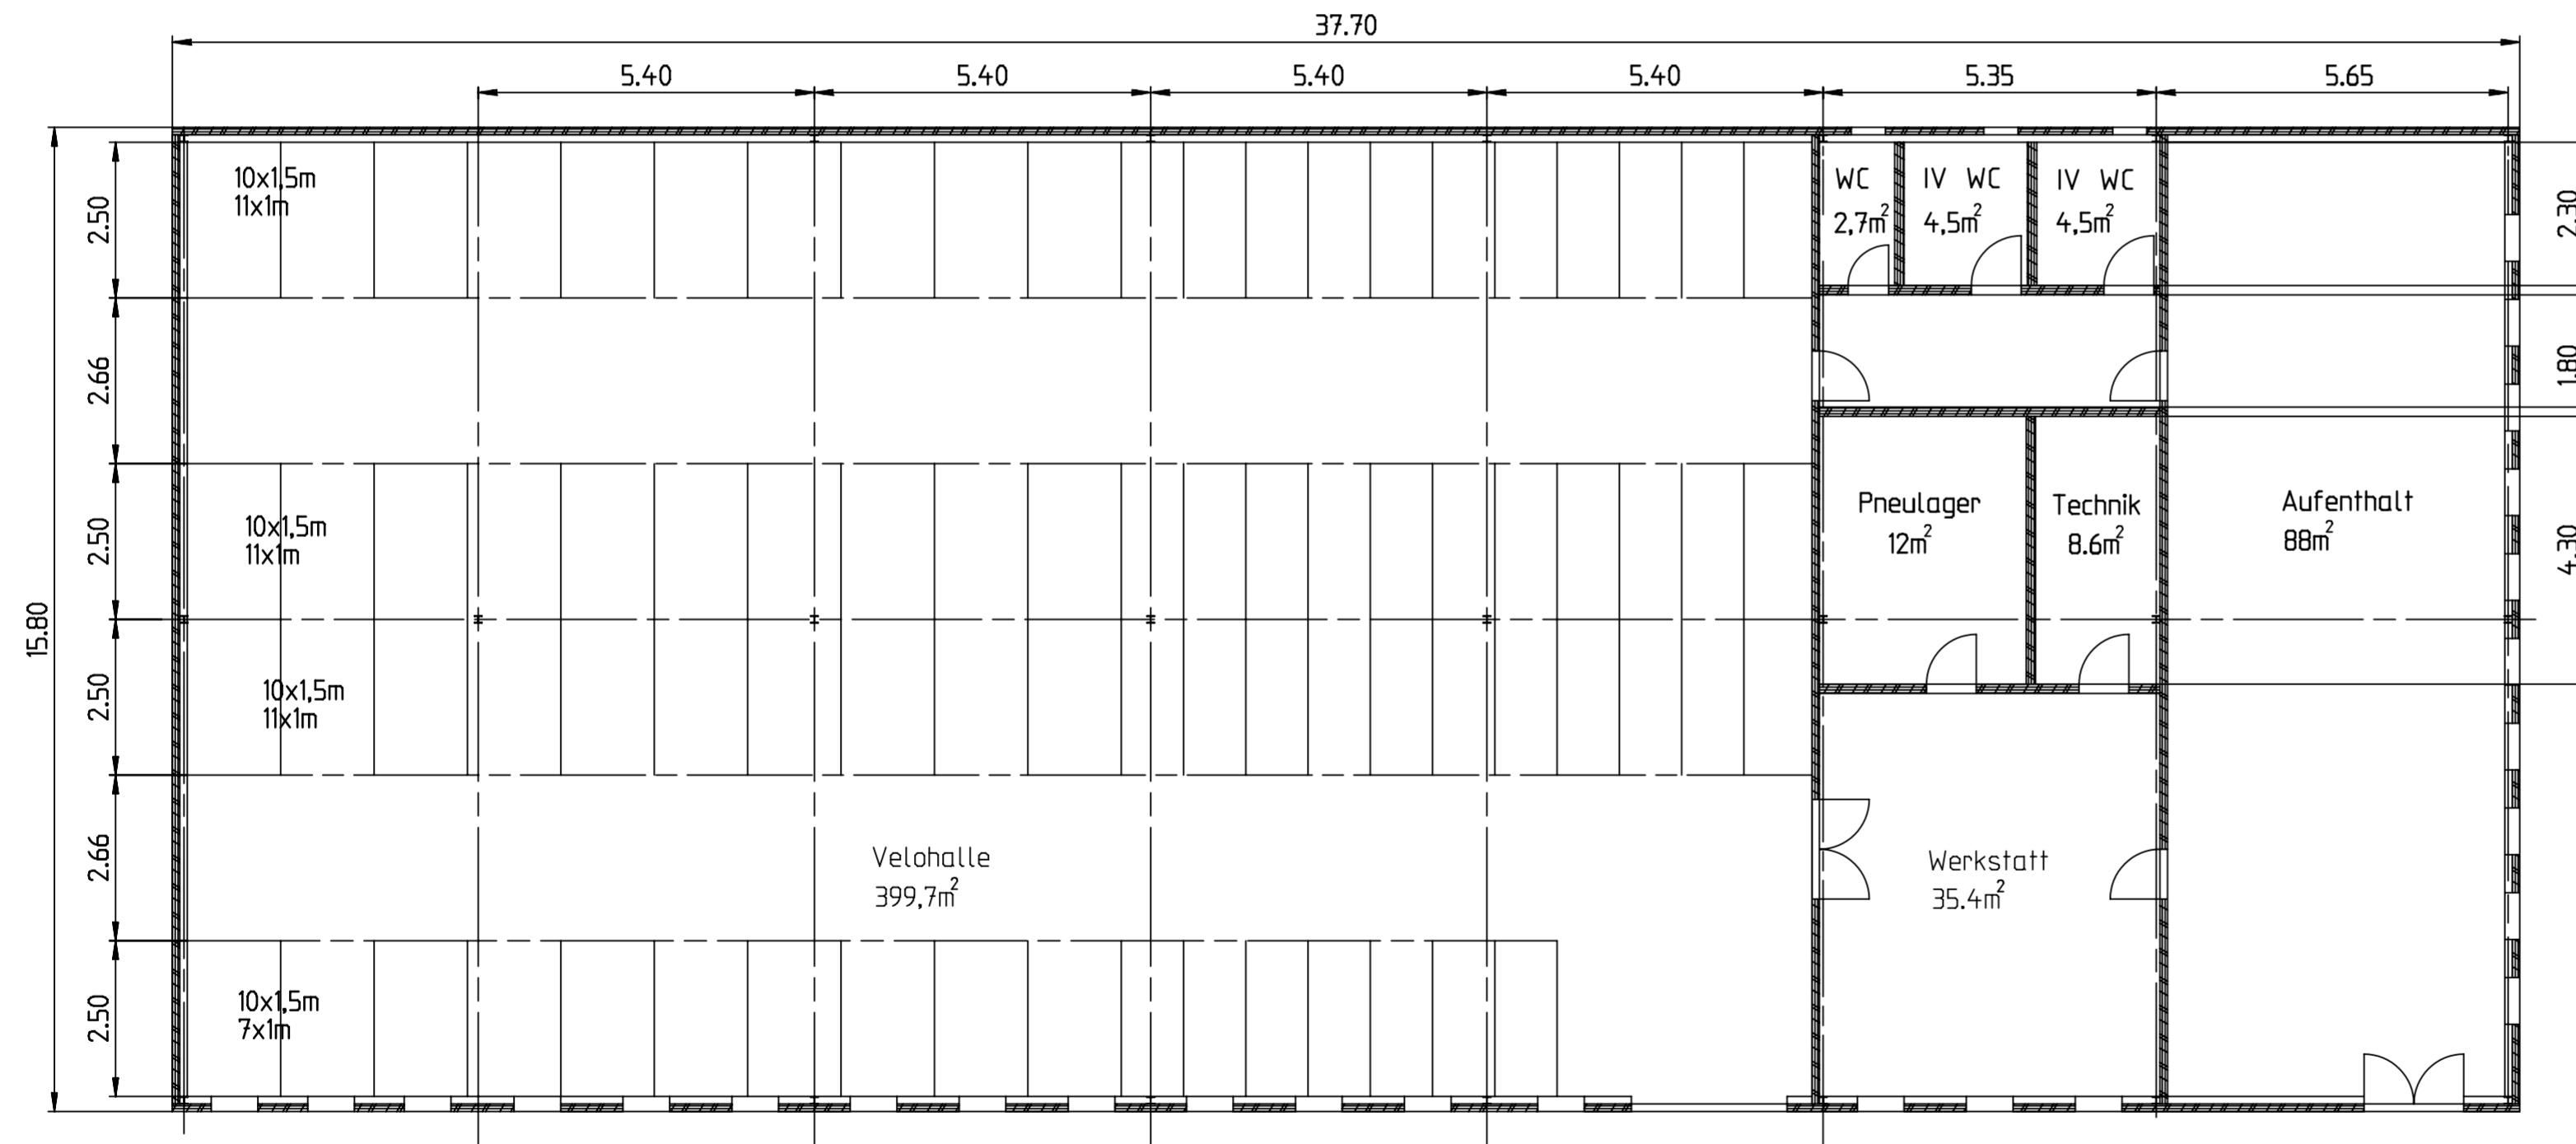 37.70
5.40 5.40 5.40 5.40 5.35 5.65
10x1,5m
11x1m
WC
2,7m²
IV WC
4,5m²
IV WC
4,5m²
2.50
2.30
2.66
1.80
10x1,5m
11x1m
Pneulager
12m²
Technik
8.6m²
Aufenthalt
88m²
2.50
4.30
15.80
10x1,5m
11x1m
2.50
Velohalle
399,7m²
Werkstatt
35.4m²
2.66
10x1,5m
7x1m
2.50